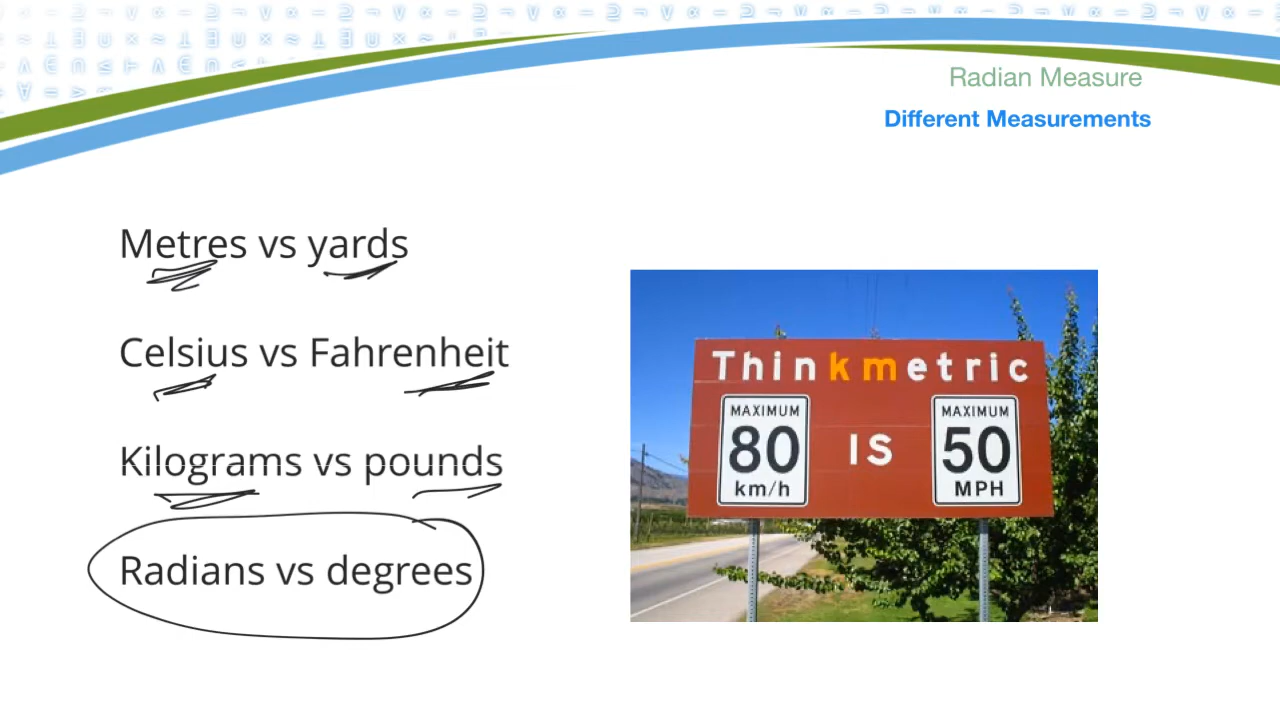 Radian Measure
Different Measurements
Metres vs yards
Celsius vs Fahrenheit
Kilograms vs pounds
Radians vs degrees
Thinkmetric
MAXIMUM
80
km/h
IS
MAXIMUM
50
MPH